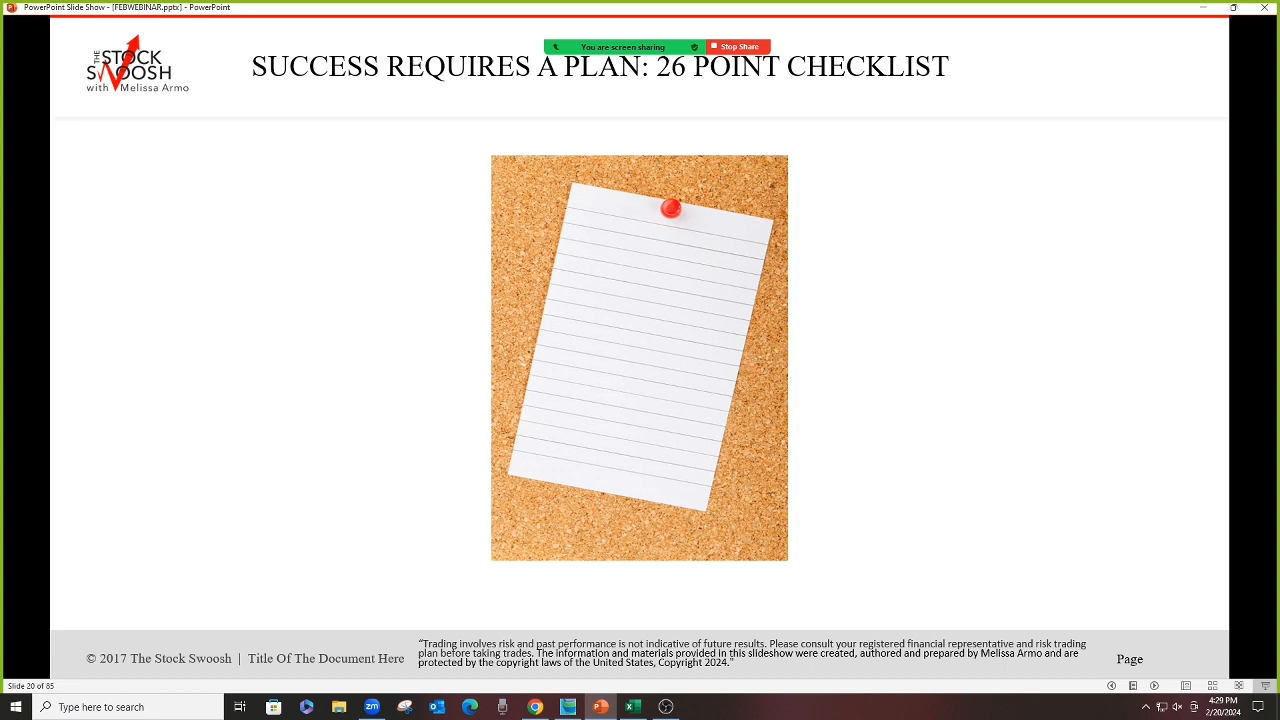 PowerPoint Slide Show - [FEBWEBINAR.pptx] - PowerPoint
You are screen sharing
Stop Share
THE STOCK
SWOOSH
with Melissa Armo
SUCCESS REQUIRES A PLAN: 26 POINT CHECKLIST
© 2017 The Stock Swoosh | Title Of The Document Here
“Trading involves risk and past performance is not indicative of future results. Please consult your registered financial representative and risk trading
plan before taking trades. The information and materials provided in this slideshow were created, authored and prepared by Melissa Armo and are
protected by the copyright laws of the United States, Copyright 2024."
Page
Slide 20 of 85
Type here to search
zm
4:29 PM
2/20/2024